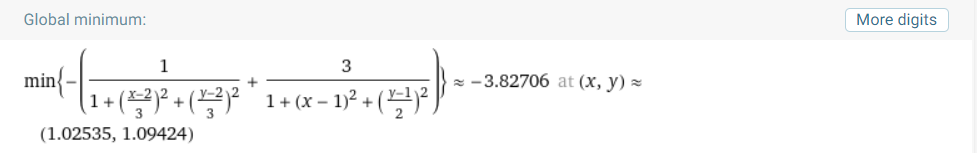 Global minimum:
More digits
min{-(1/(1 + ((x-2)/3)² + ((y-2)/3)²) + 3/(1 + (x - 1)² + ((y-1)/2)²))} ≈ -3.82706 at (x, y) ≈
(1.02535, 1.09424)